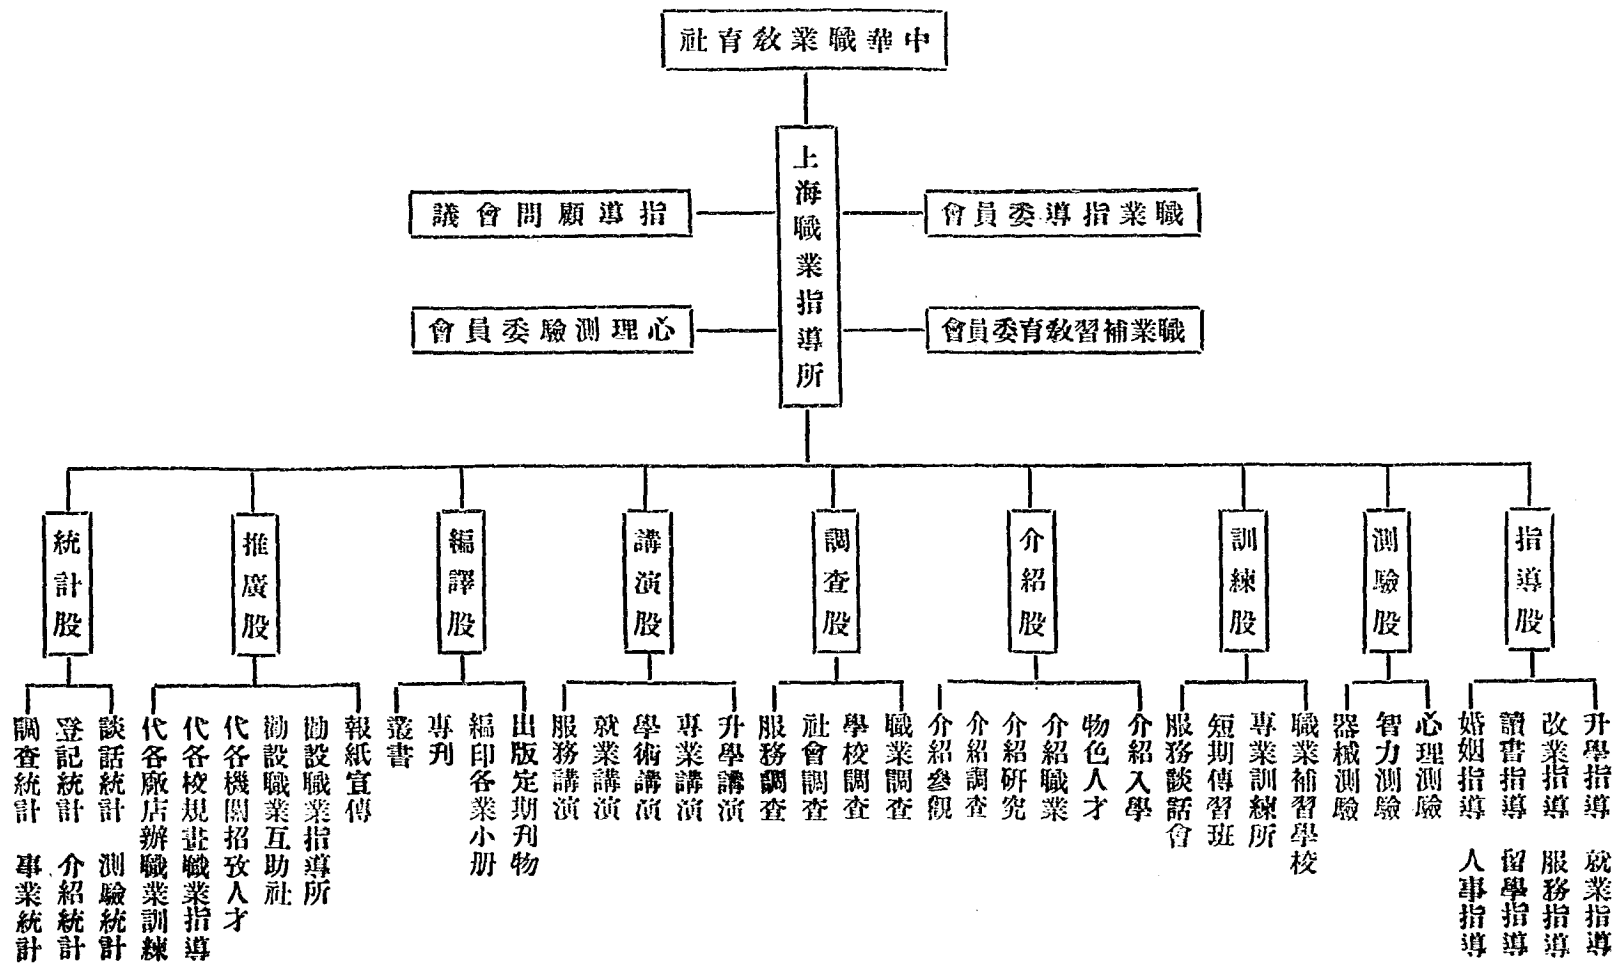 中華職業敎育社
上海職業指導所
職業指導委員會
指導顧問會議
職業補習敎育委員會
心理測驗委員會
指導股
升學指導　就業指導
改業指導　服務指導
讀書指導　留學指導
婚姻指導　人事指導
測驗股
心理測驗
智力測驗
器械測驗
訓練股
職業補習學校
專業訓練所
短期傳習班
服務談話會
介紹股
介紹入學
物色人才
介紹職業
介紹硏究
介紹調查
介紹參觀
調查股
職業調查
學校調查
社會調查
服務調查
講演股
升學講演
專業講演
學術講演
就業講演
服務講演
編譯股
出版定期刋物
編印各業小册
專刋
叢書
推廣股
報紙宣傳
勸設職業指導所
勸設職業互助社
代各機關招攷人才
代各校規畫職業指導
代各廠店辦職業訓練
統計股
談話統計　測驗統計
登記統計　介紹統計
調查統計　事業統計